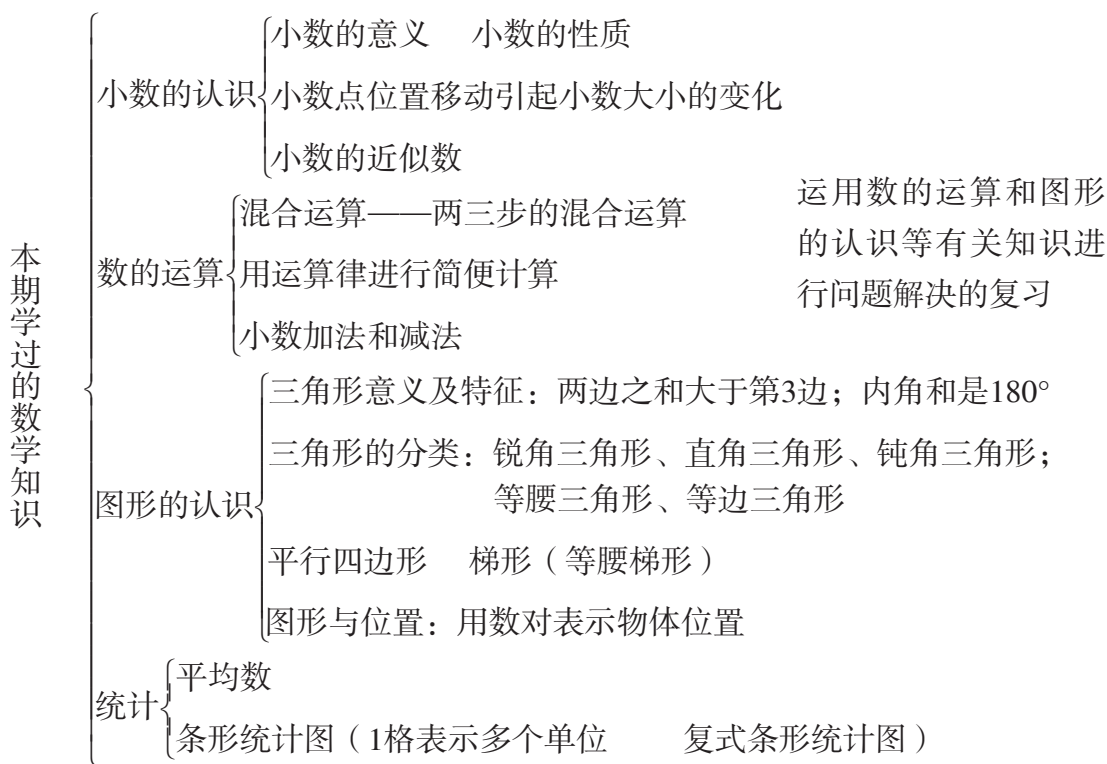 本期学过的数学知识
小数的认识
小数的意义 小数的性质
小数点位置移动引起小数大小的变化
小数的近似数
数的运算
混合运算——两三步的混合运算
用运算律进行简便计算
小数加法和减法
运用数的运算和图形
的认识等有关知识进
行问题解决的复习
图形的认识
三角形意义及特征：两边之和大于第3边；内角和是180°
三角形的分类：锐角三角形、直角三角形、钝角三角形；
等腰三角形、等边三角形
平行四边形 梯形（等腰梯形）
图形与位置：用数对表示物体位置
统计
平均数
条形统计图（1格表示多个单位 复式条形统计图）